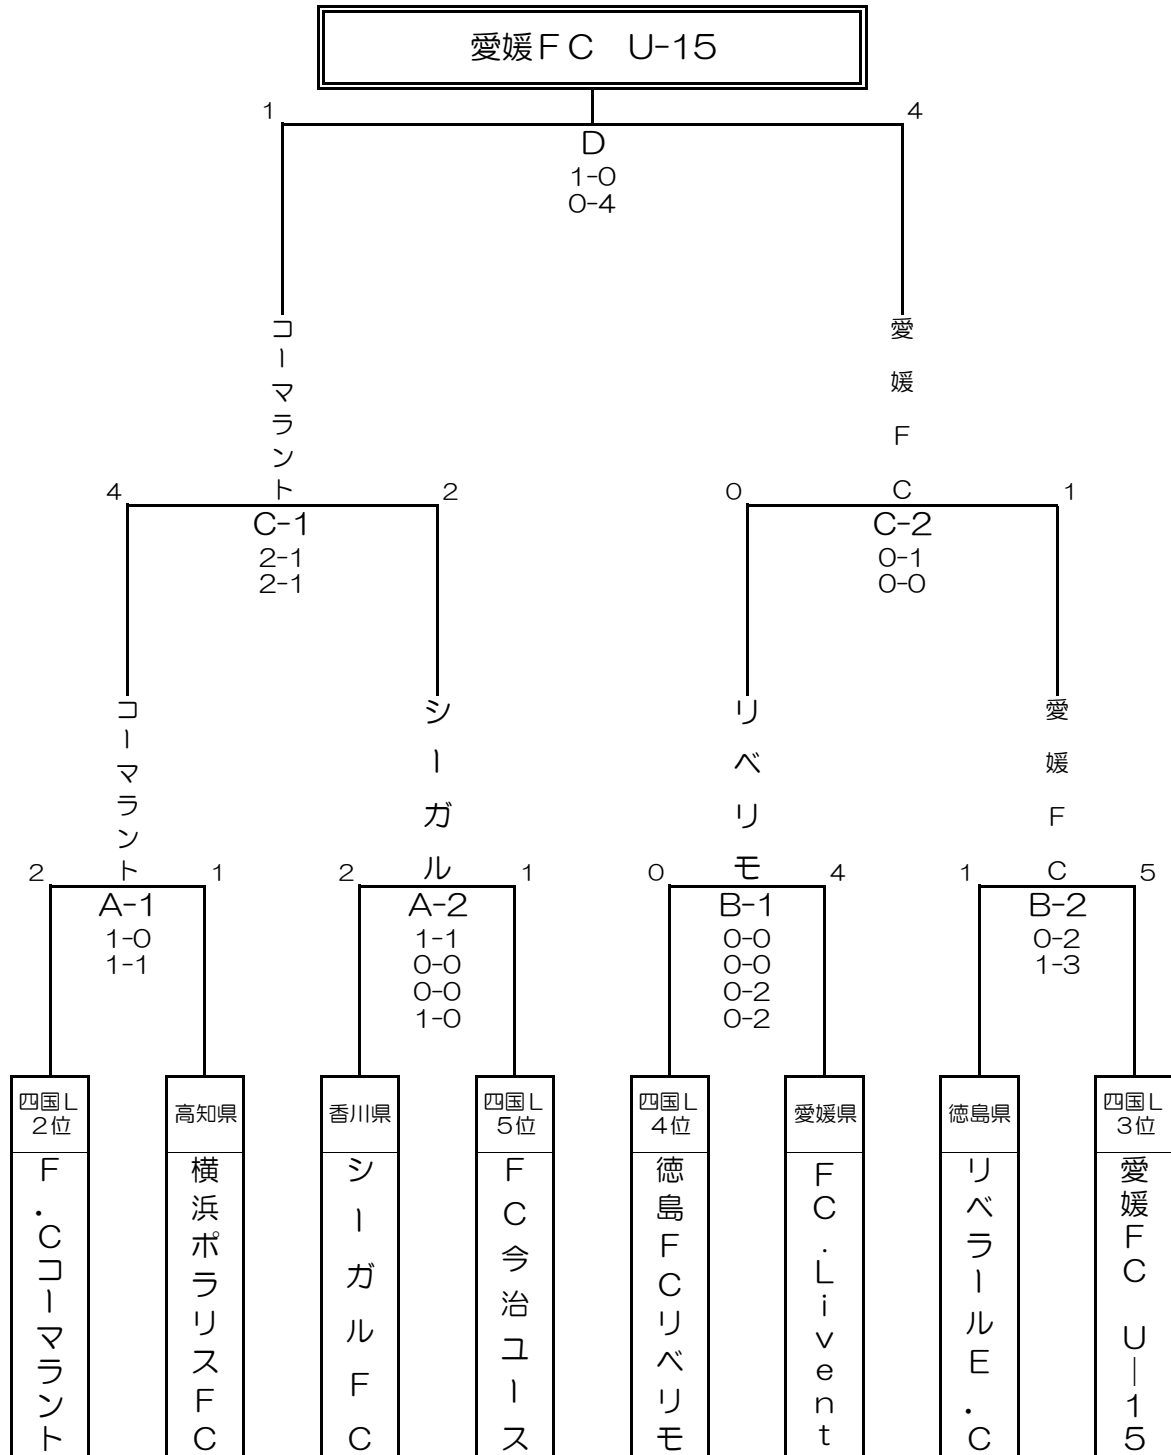 愛媛FC　U-15
1
4
D
1-0
0-4
コーマラント
愛媛FC
4
2
0
1
C-1
2-1
2-1
C-2
0-1
0-0
コーマラント
シーガル
リベリモ
愛媛FC
2
1
2
1
0
4
1
5
A-1
1-0
1-1
A-2
1-1
0-0
0-0
1-0
B-1
0-0
0-0
0-2
0-2
B-2
0-2
1-3
四国L
2位
高知県
香川県
四国L
5位
四国L
4位
愛媛県
徳島県
四国L
3位
F.Cコーマラント
横浜ポラリスFC
シーガルFC
FC今治ユース
徳島FCリベリモ
FC.Livent
リベラールE.C
愛媛FC　U―15